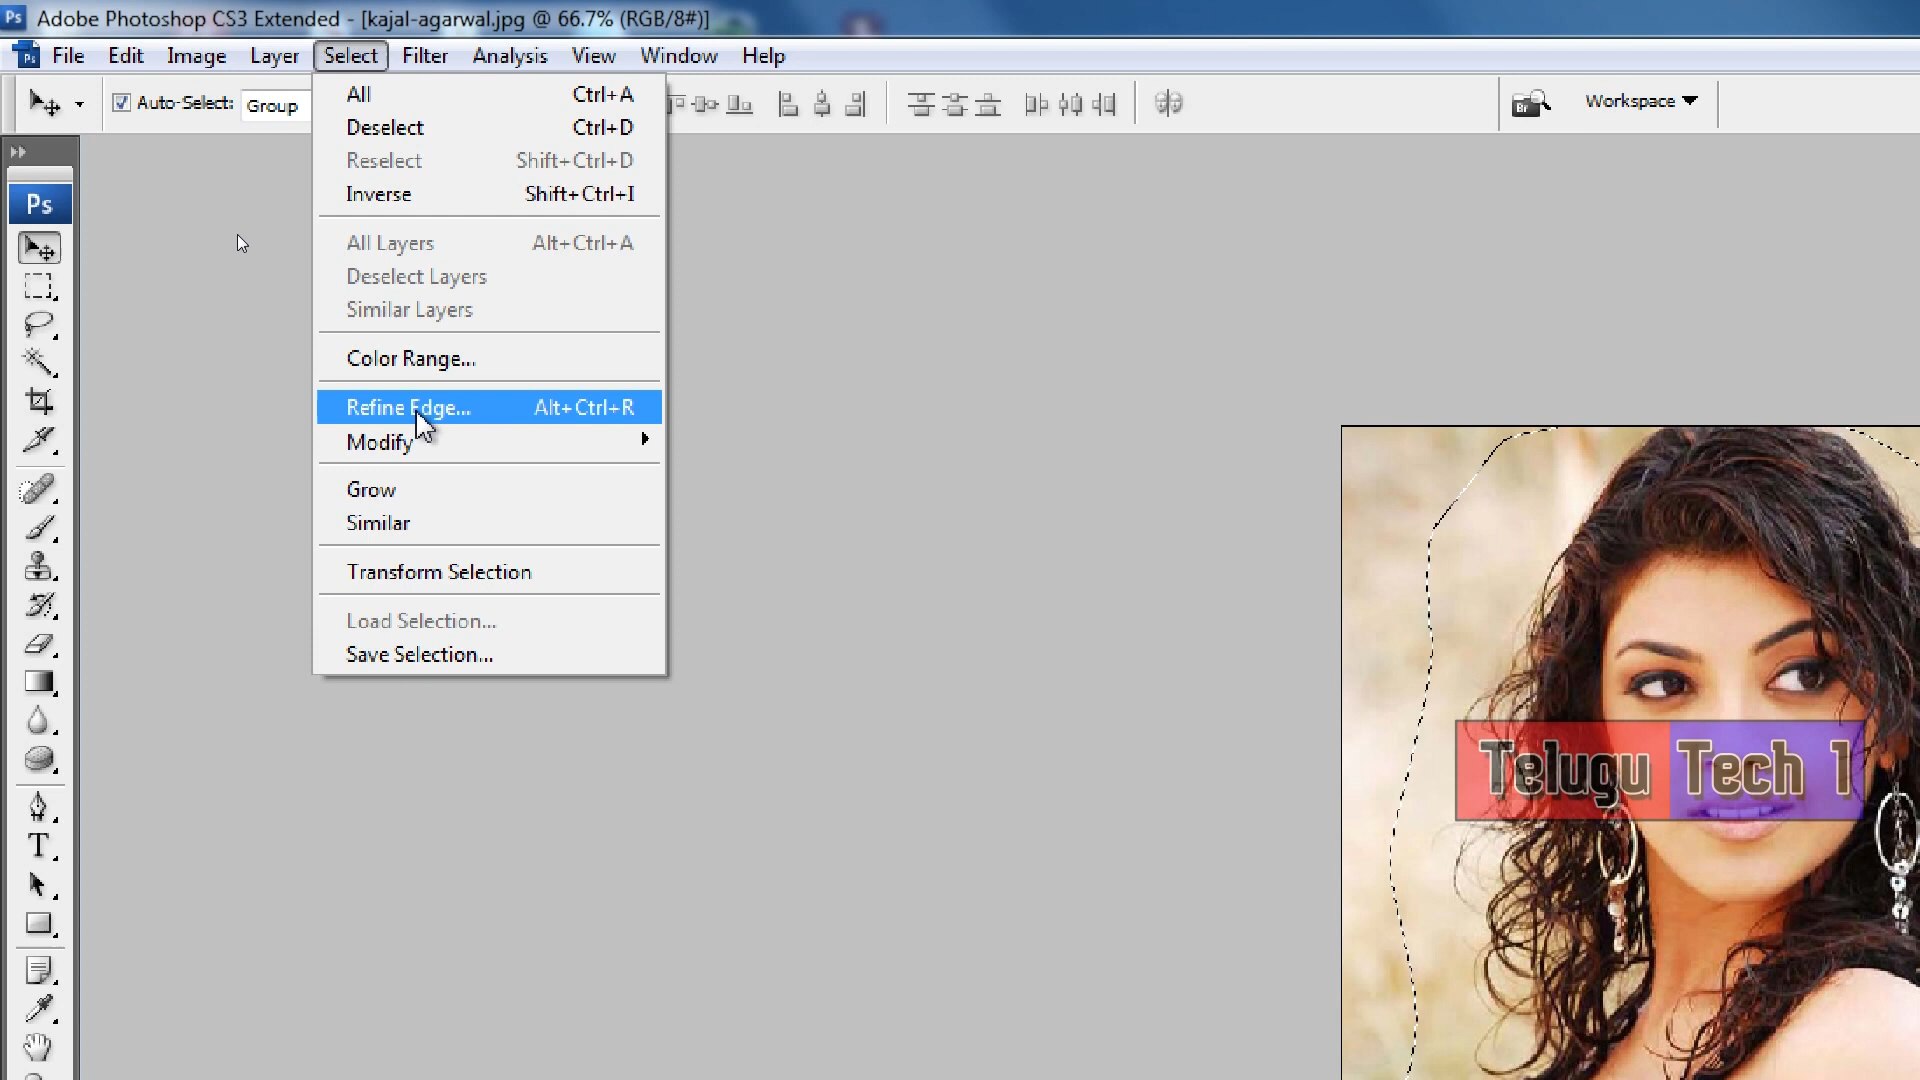 Ps Adobe Photoshop CS3 Extended - [kajal-agarwal.jpg @ 66.7% (RGB/8#)]
Ps File Edit Image Layer Select Filter Analysis View Window Help
Auto-Select: Group
Br Workspace
All Ctrl+A
Deselect Ctrl+D
Reselect Shift+Ctrl+D
Inverse Shift+Ctrl+I
All Layers Alt+Ctrl+A
Deselect Layers
Similar Layers
Color Range...
Refine Edge... Alt+Ctrl+R
Modify
Grow
Similar
Transform Selection
Load Selection...
Save Selection...
Ps
T
Telugu Tech 1